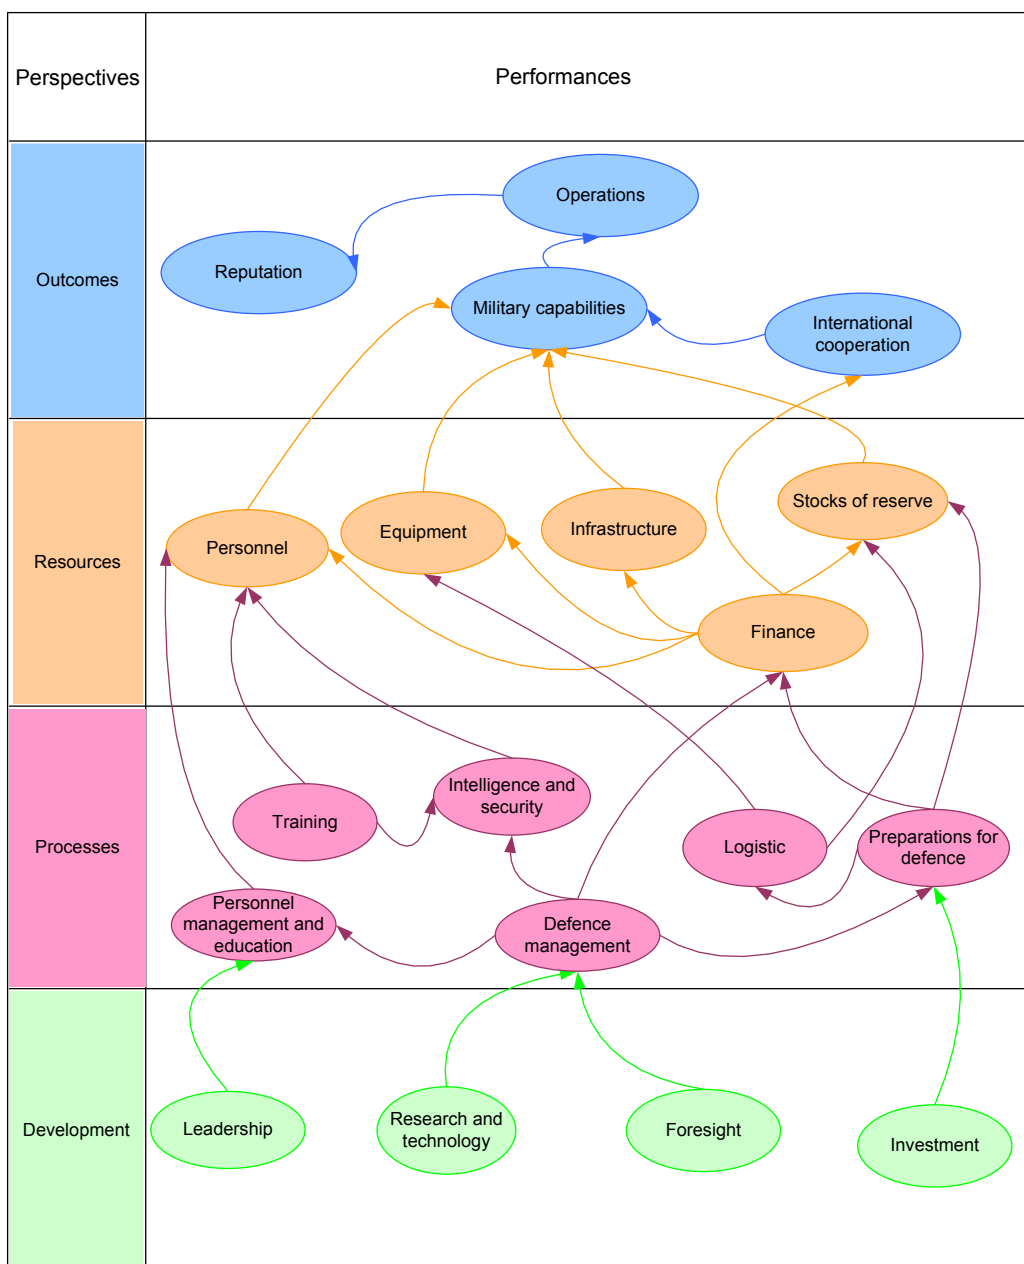 Perspectives
Performances
Outcomes
Operations
Reputation
Military capabilities
International
cooperation
Resources
Personnel
Equipment
Infrastructure
Stocks of reserve
Finance
Processes
Training
Intelligence and
security
Logistic
Preparations for
defence
Personnel
management and
education
Defence
management
Development
Leadership
Research and
technology
Foresight
Investment